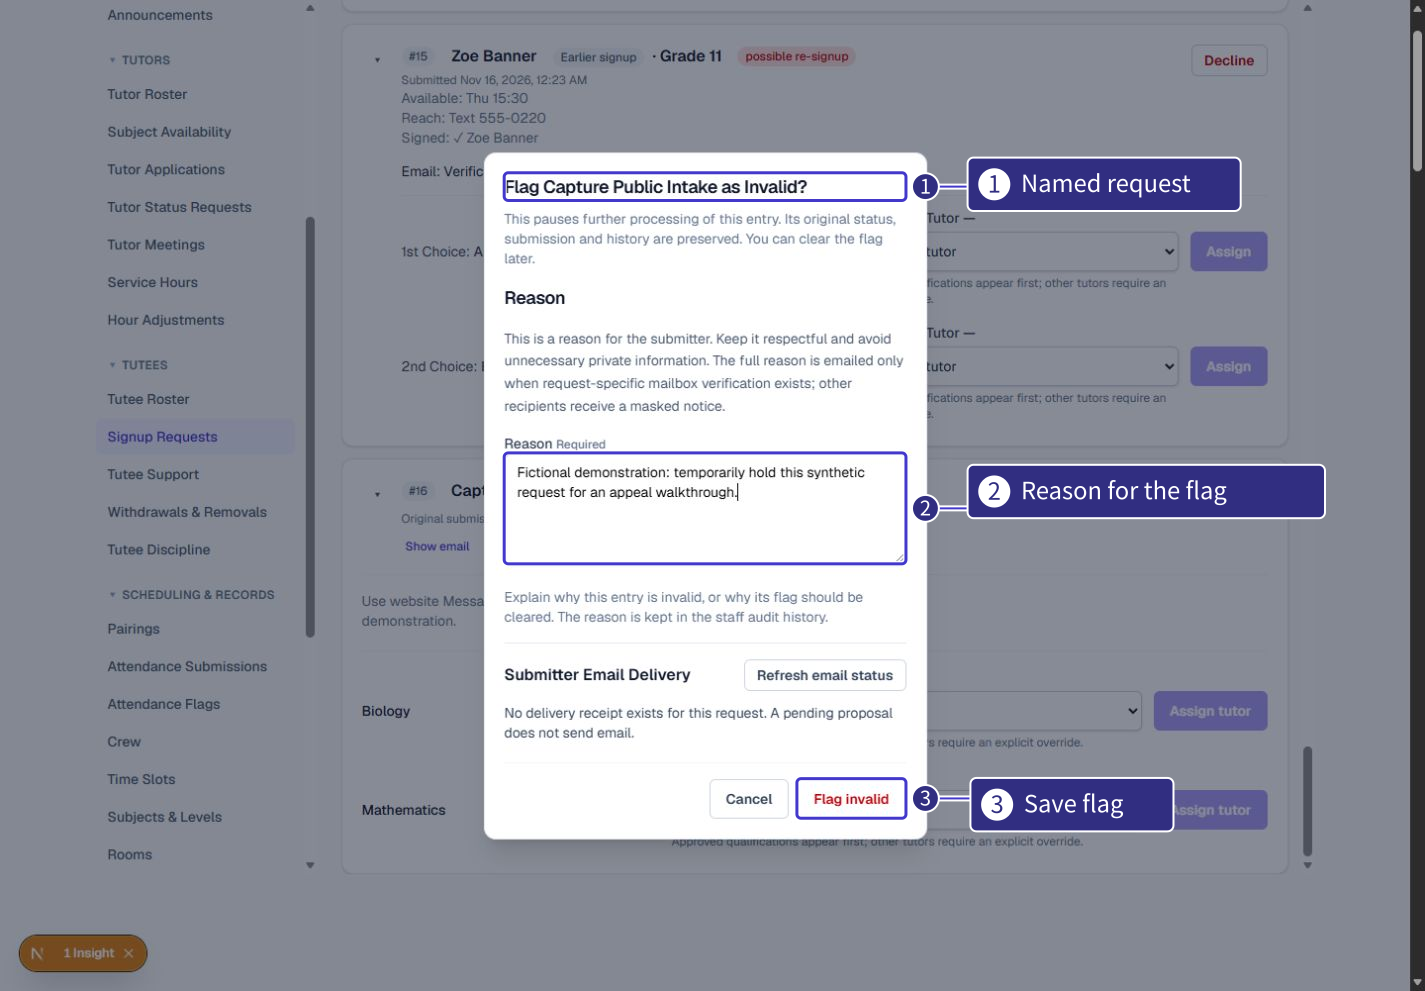 Announcements
TUTORS
Tutor Roster
Subject Availability
Tutor Applications
Tutor Status Requests
Tutor Meetings
Service Hours
Hour Adjustments
TUTEES
Tutee Roster
Signup Requests
Tutee Support
Withdrawals & Removals
Tutee Discipline
SCHEDULING & RECORDS
Pairings
Attendance Submissions
Attendance Flags
Crew
Time Slots
Subjects & Levels
Rooms
1 Insight
#15 Zoe Banner Earlier signup · Grade 11 possible re-signup
Decline
Submitted Nov 16, 2026, 12:23 AM
Available: Thu 15:30
Reach: Text 555-0220
Signed: ✓ Zoe Banner
Email:
Tutor —
1st Choice:
tutor
Assign
appear first; other tutors require an
Tutor —
2nd Choice:
tutor
Assign
appear first; other tutors require an
#16
Original
Show email
Use website
demonstration.
Biology
Assign tutor
require an explicit override.
Mathematics
Assign tutor
Approved qualifications appear first; other tutors require an explicit override.
Flag Capture Public Intake as Invalid?
This pauses further processing of this entry. Its original status,
submission and history are preserved. You can clear the flag
later.
Reason
This is a reason for the submitter. Keep it respectful and avoid
unnecessary private information. The full reason is emailed only
when request-specific mailbox verification exists; other
recipients receive a masked notice.
Reason Required
Fictional demonstration: temporarily hold this synthetic
request for an appeal walkthrough.
Explain why this entry is invalid, or why its flag should be
cleared. The reason is kept in the staff audit history.
Submitter Email Delivery
Refresh email status
No delivery receipt exists for this request. A pending proposal
does not send email.
Cancel
Flag invalid
1
1 Named request
2
2 Reason for the flag
3
3 Save flag